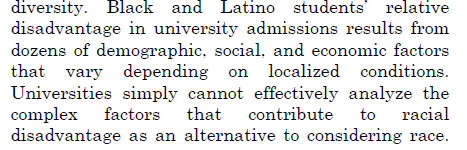 diversity. Black and Latino students' relative
disadvantage in university admissions results from
dozens of demographic, social, and economic factors
that vary depending on localized conditions.
Universities simply cannot effectively analyze the
complex factors that contribute to racial
disadvantage as an alternative to considering race.